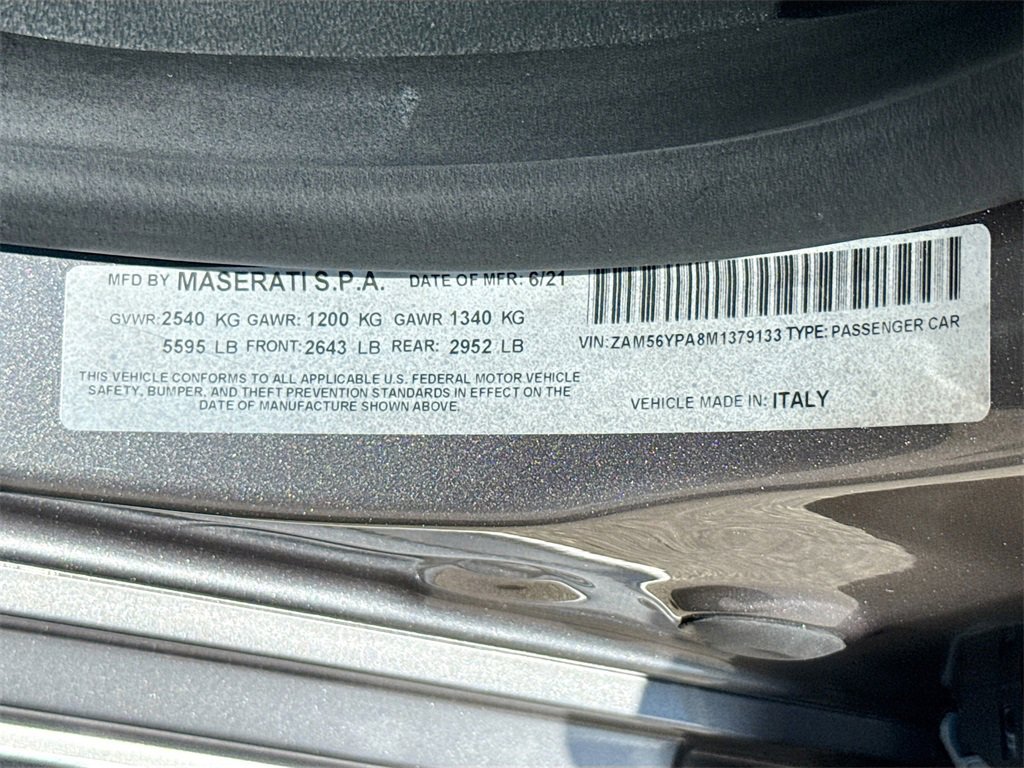 MFD BY MASERATI S.P.A. DATE OF MFR: 6/21
GVWR: 2540 KG GAWR: 1200 KG GAWR 1340 KG
5595 LB FRONT: 2643 LB REAR: 2952 LB
THIS VEHICLE CONFORMS TO ALL APPLICABLE U.S. FEDERAL MOTOR VEHICLE
SAFETY, BUMPER, AND THEFT PREVENTION STANDARDS IN EFFECT ON THE
DATE OF MANUFACTURE SHOWN ABOVE.
VIN: ZAM56YPA8M1379133 TYPE: PASSENGER CAR
VEHICLE MADE IN: ITALY